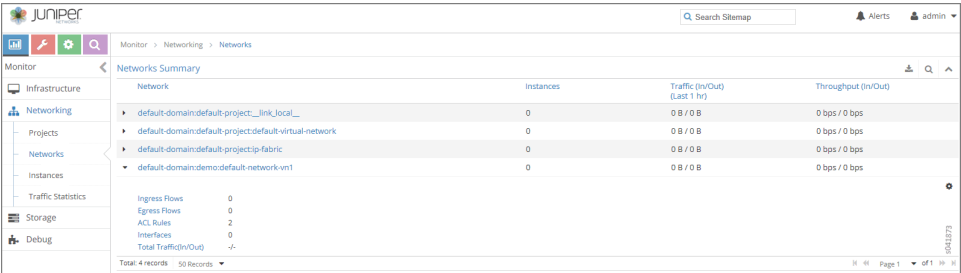 JUNIPER
NETWORKS
Search Sitemap
Alerts
admin
Monitor > Networking > Networks
Monitor
Infrastructure
Networking
Projects
Networks
Instances
Traffic Statistics
Storage
Debug
Networks Summary
Network Instances Traffic (In/Out) Throughput (In/Out)
(Last 1 hr)
default-domain:default-project:__link_local__ 0 0 B / 0 B 0 bps / 0 bps
default-domain:default-project:default-virtual-network 0 0 B / 0 B 0 bps / 0 bps
default-domain:default-project:ip-fabric 0 0 B / 0 B 0 bps / 0 bps
default-domain:demo:default-network-vn1 0 0 B / 0 B 0 bps / 0 bps
Ingress Flows 0
Egress Flows 0
ACL Rules 2
Interfaces 0
Total Traffic(In/Out) -/-
Total: 4 records 50 Records Page 1 of 1
s041873